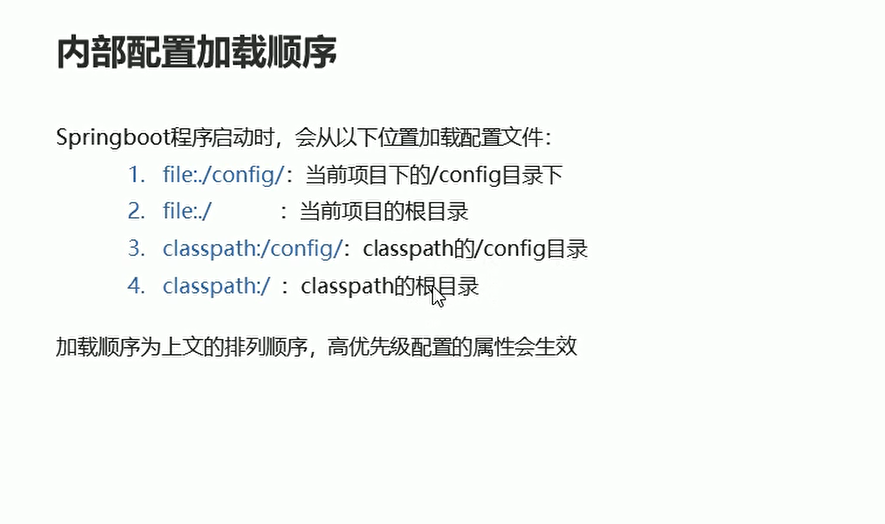 内部配置加载顺序
Springboot程序启动时，会从以下位置加载配置文件：
1. file:./config/：当前项目下的/config目录下
2. file:./ ：当前项目的根目录
3. classpath:/config/：classpath的/config目录
4. classpath:/ ：classpath的根目录
加载顺序为上文的排列顺序，高优先级配置的属性会生效